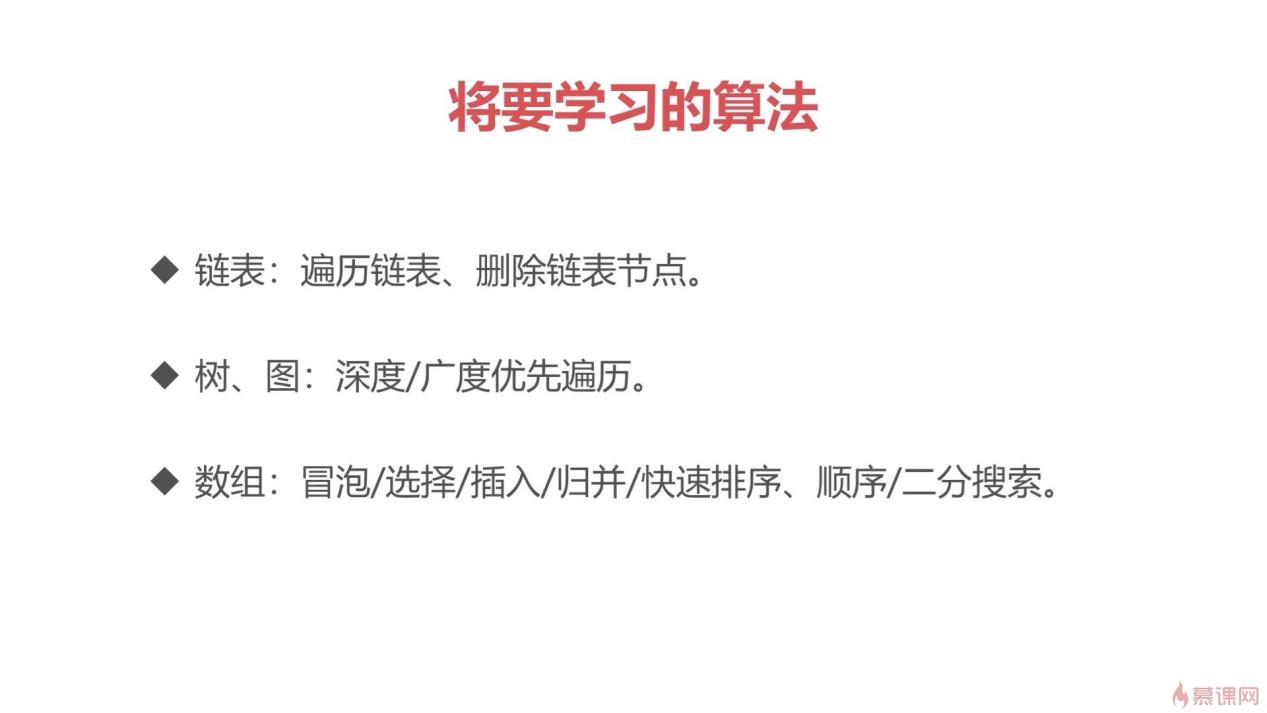 将要学习的算法
◆ 链表：遍历链表、删除链表节点。
◆ 树、图：深度/广度优先遍历。
◆ 数组：冒泡/选择/插入/归并/快速排序、顺序/二分搜索。
慕课网